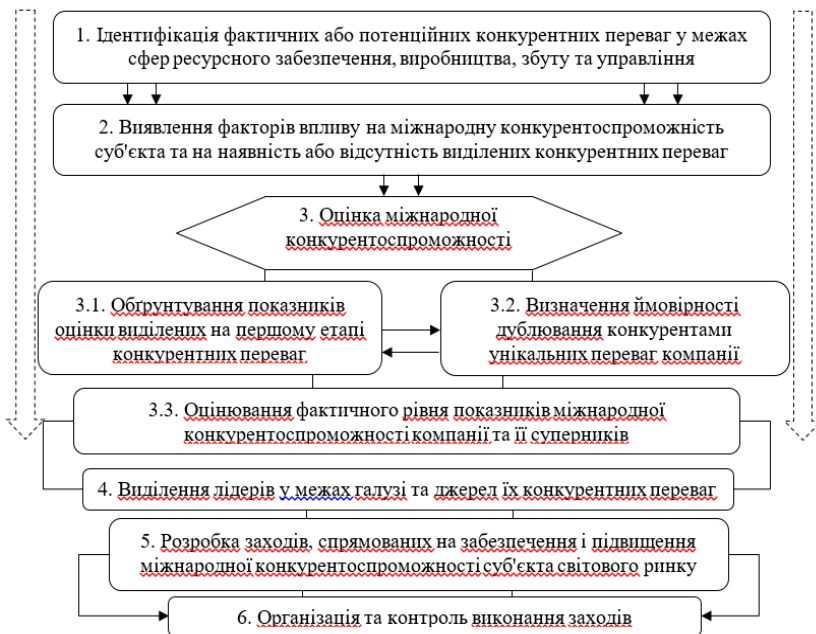 1. Ідентифікація фактичних або потенційних конкурентних переваг у межах
сфер ресурсного забезпечення, виробництва, збуту та управління
2. Виявлення факторів впливу на міжнародну конкурентоспроможність
суб'єкта та на наявність або відсутність виділених конкурентних переваг
3. Оцінка міжнародної
конкурентоспроможності
3.1. Обґрунтування показників
оцінки виділених на першому етапі
конкурентних переваг
3.2. Визначення ймовірності
дублювання конкурентами
унікальних переваг компанії
3.3. Оцінювання фактичного рівня показників міжнародної
конкурентоспроможності компанії та її суперників
4. Виділення лідерів у межах галузі та джерел їх конкурентних переваг
5. Розробка заходів, спрямованих на забезпечення і підвищення
міжнародної конкурентоспроможності суб'єкта світового ринку
6. Організація та контроль виконання заходів